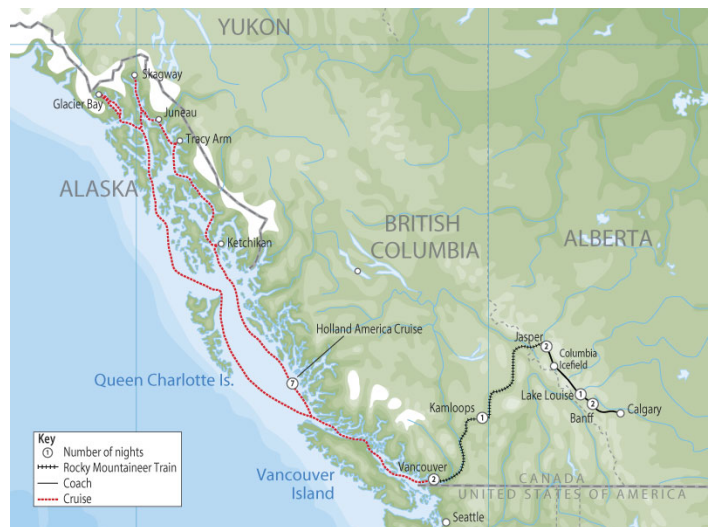 YUKON
Skagway
Glacier Bay
Juneau
Tracy Arm
ALASKA
BRITISH
COLUMBIA
ALBERTA
Ketchikan
Holland America Cruise
7
Queen Charlotte Is.
Jasper
2
Columbia
Icefield
Lake Louise
1
2
Banff
Calgary
Kamloops
1
Key
1 Number of nights
Rocky Mountaineer Train
Coach
Cruise
Vancouver
Island
Vancouver
2
CANADA
UNITED STATES OF AMERICA
Seattle